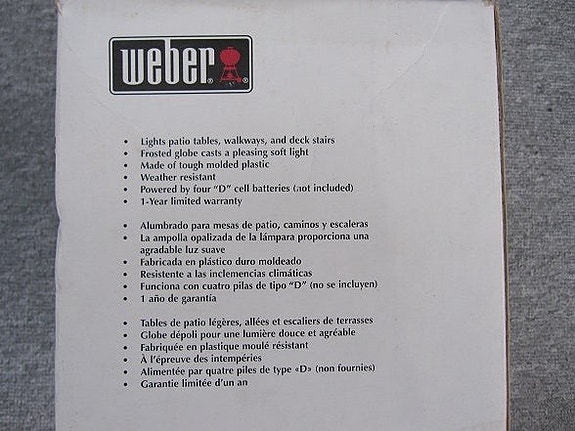 weber
• Lights patio tables, walkways, and deck stairs
• Frosted globe casts a pleasing soft light
• Made of tough molded plastic
• Weather resistant
• Powered by four "D" cell batteries (not included)
• 1-Year limited warranty
• Alumbrado para mesas de patio, caminos y escaleras
• La ampolla opalizada de la lámpara proporciona una
agradable luz suave
• Fabricada en plástico duro moldeado
• Resistente a las inclemencias climáticas
• Funciona con cuatro pilas de tipo "D" (no se incluyen)
• 1 año de garantía
• Tables de patio légères, allées et escaliers de terrasses
• Globe dépoli pour une lumière douce et agréable
• Fabriquée en plastique moulé résistant
• À l'épreuve des intempéries
• Alimentée par quatre piles de type «D» (non fournies)
• Garantie limitée d'un an